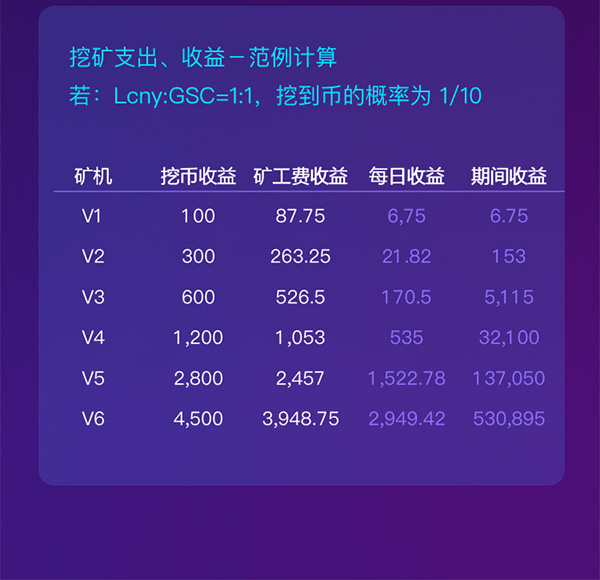 挖矿支出、收益－范例计算
若：Lcny:GSC=1:1，挖到币的概率为 1/10
矿机 挖币收益 矿工费收益 每日收益 期间收益
V1 100 87.75 6,75 6.75
V2 300 263.25 21.82 153
V3 600 526.5 170.5 5,115
V4 1,200 1,053 535 32,100
V5 2,800 2,457 1,522.78 137,050
V6 4,500 3,948.75 2,949.42 530,895